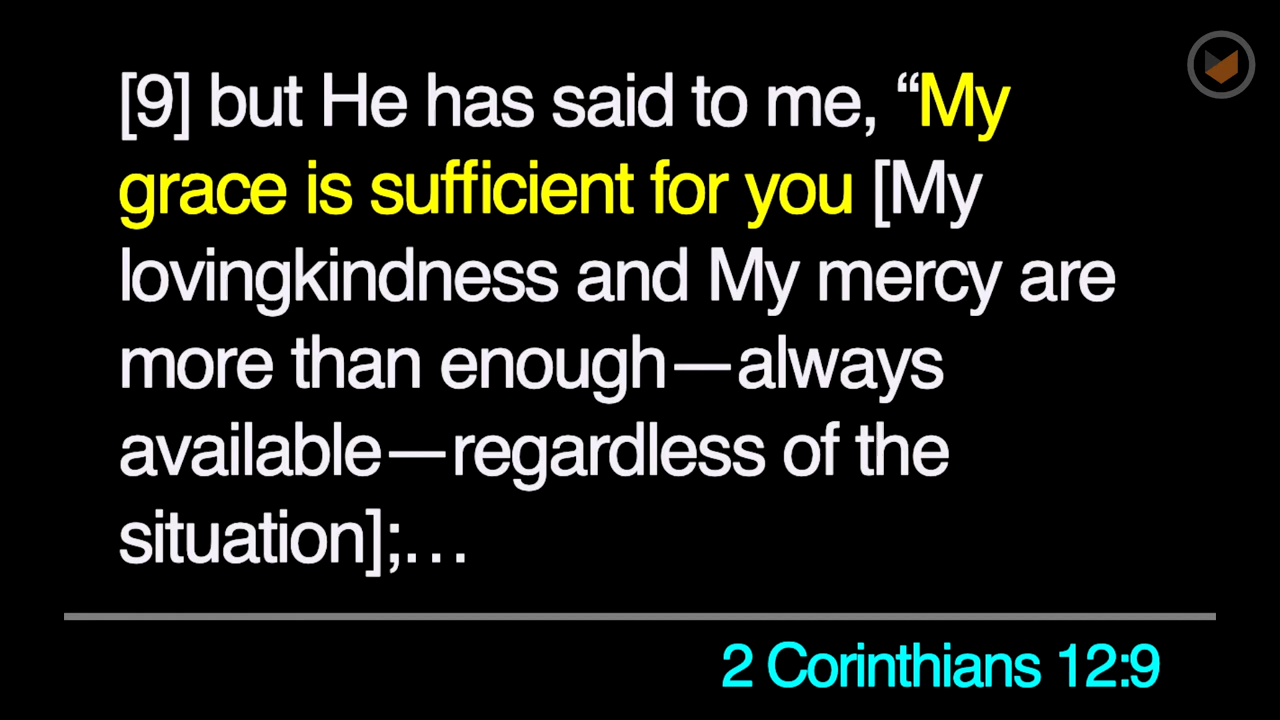 [9] but He has said to me, “My
grace is sufficient for you [My
lovingkindness and My mercy are
more than enough—always
available—regardless of the
situation];…
2 Corinthians 12:9